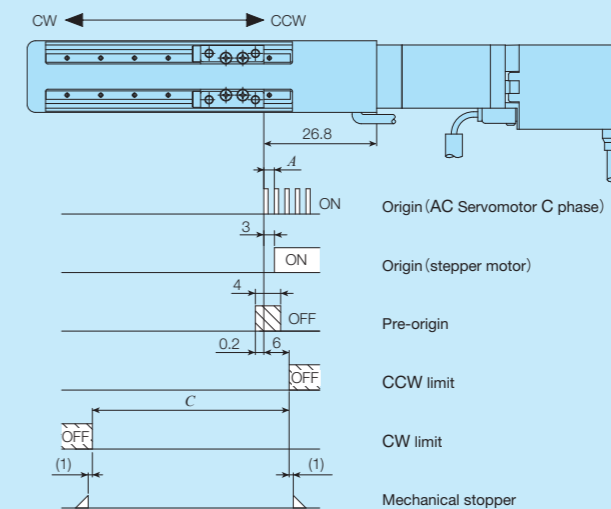 CW
CCW
26.8
A
ON
Origin (AC Servomotor C phase)
3
ON
Origin (stepper motor)
4
OFF
Pre-origin
0.2
6
OFF
CCW limit
C
OFF
CW limit
(1)
(1)
Mechanical stopper